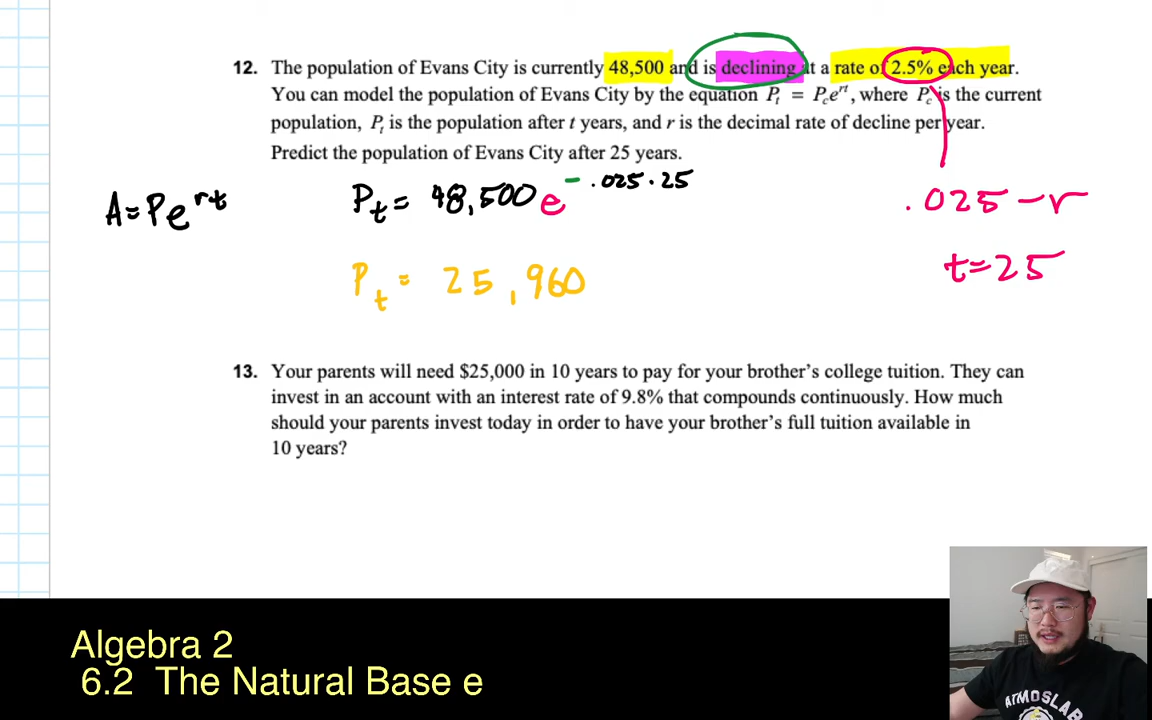 12. The population of Evans City is currently 48,500 and is declining at a rate of 2.5% each year.
You can model the population of Evans City by the equation Pₜ = P꜀eʳᵗ, where P꜀ is the current
population, Pₜ is the population after t years, and r is the decimal rate of decline per year.
Predict the population of Evans City after 25 years.
A=Peʳᵗ
Pₜ = 48,500 e^-.025·25
.025 - r
t=25
Pₜ = 25,960
13. Your parents will need $25,000 in 10 years to pay for your brother's college tuition. They can
invest in an account with an interest rate of 9.8% that compounds continuously. How much
should your parents invest today in order to have your brother's full tuition available in
10 years?
Algebra 2
6.2 The Natural Base e
ATMOSLAB